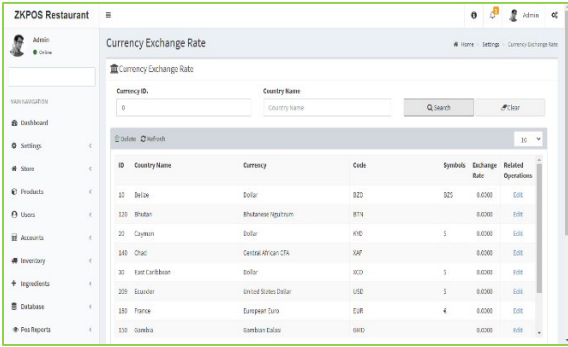 ZKPOS Restaurant
Admin
Admin
Online
Currency Exchange Rate
Home Settings Currency Exchange Rate
Currency Exchange Rate
Currency ID.
Country Name
0
Country Name
Search
Clear
MAIN NAVIGATION
Dashboard
Settings
Store
Products
Users
Accounts
Inventory
Ingredients
Database
Pos Reports
Delete Refresh
10
ID Country Name Currency Code Symbols Exchange Rate Related Operations
10 Belize Dollar BZD BZ$ 0.0000 Edit
120 Bhutan Bhutanese Ngultrum BTN 0.0000 Edit
20 Cayman Dollar KYD $ 0.0000 Edit
140 Chad Central African CFA XAF 0.0000 Edit
30 East Caribbean Dollar XCD $ 0.0000 Edit
209 Ecuador United States Dollar USD $ 0.0000 Edit
160 France European Euro EUR € 0.0000 Edit
150 Gambia Gambian Dalasi GMD 0.0000 Edit